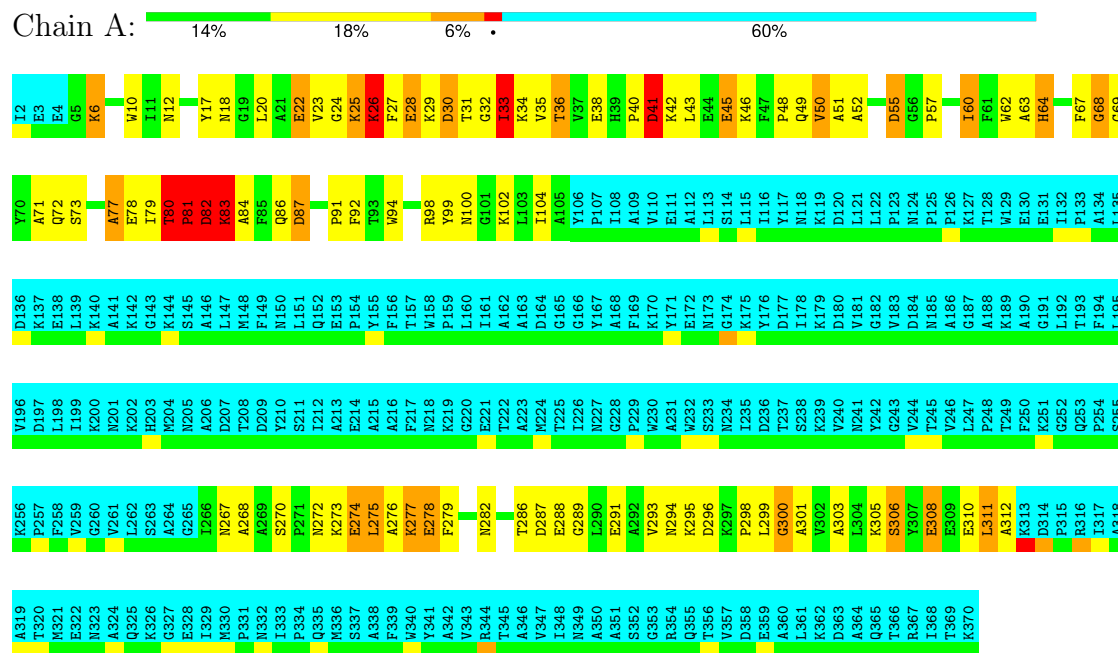 Chain A:
14% 18% 6% • 60%
I2 E3 E4 G5 K6 W10 I11 N12 Y17 N18 G19 L20 A21 E22 V23 G24 K25 K26 F27 E28 K29 D30 T31 G32 I33 K34 V35 T36 V37 E38 H39 P40 D41 K42 L43 E44 E45 K46 F47 P48 Q49 V50 A51 A52 D55 G56 P57 I60 F61 W62 A63 H64 F67 G68 G69
Y70 A71 Q72 S73 A77 E78 I79 T80 P81 D82 K83 A84 F85 Q86 D87 P91 F92 T93 W94 R98 Y99 N100 G101 K102 L103 I104 A105 Y106 P107 I108 A109 V110 E111 A112 L113 S114 L115 I116 Y117 N118 K119 D120 L121 L122 P123 N124 P125 P126 K127 T128 W129 E130 E131 I132 P133 A134 L135
D136 K137 E138 L139 K140 A141 K142 G143 K144 S145 A146 L147 M148 F149 N150 L151 Q152 E153 P154 Y155 F156 T157 W158 P159 L160 I161 A162 A163 D164 G165 G166 Y167 A168 F169 K170 Y171 E172 N173 G174 K175 Y176 D177 I178 K179 D180 V181 G182 V183 D184 N185 A186 G187 A188 K189 A190 G191 L192 T193 F194 L195
V196 D197 L198 I199 K200 N201 K202 H203 M204 N205 A206 D207 T208 D209 Y210 S211 I212 A213 E214 A215 A216 F217 N218 K219 G220 E221 T222 A223 M224 T225 I226 N227 G228 P229 W230 A231 W232 S233 N234 I235 D236 T237 S238 K239 V240 N241 Y242 G243 V244 T245 V246 L247 P248 T249 F250 K251 G252 Q253 P254 S255
K256 P257 F258 V259 G260 V261 L262 S263 A264 G265 I266 N267 A268 A269 S270 P271 N272 K273 E274 L275 A276 K277 E278 F279 N282 T286 D287 E288 G289 L290 E291 A292 V293 N294 K295 D296 K297 P298 L299 G300 A301 V302 A303 L304 K305 S306 Y307 E308 E309 E310 L311 A312 K313 D314 P315 R316 I317 A318
A319 T320 M321 E322 N323 A324 Q325 K326 G327 E328 I329 M330 P331 N332 I333 P334 Q335 M336 S337 A338 F339 W340 Y341 A342 V343 R344 T345 A346 V347 I348 N349 A350 A351 S352 G353 R354 Q355 T356 V357 D358 E359 A360 L361 K362 D363 A364 Q365 T366 R367 I368 T369 K370